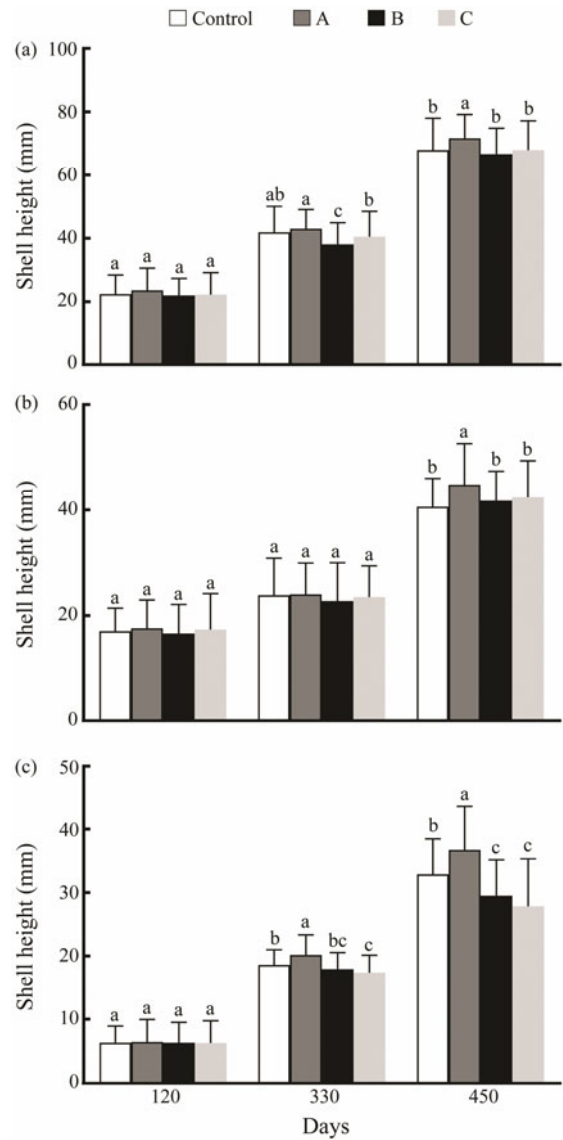 Control A B C
(a)
100
80
60
40
20
0
Shell height (mm)
a a a a
ab a c b
b a b b
(b)
60
40
20
0
Shell height (mm)
a a a a
a a a a
b a b b
(c)
50
40
30
20
10
0
Shell height (mm)
a a a a
b a bc c
b a c c
120 330 450
Days